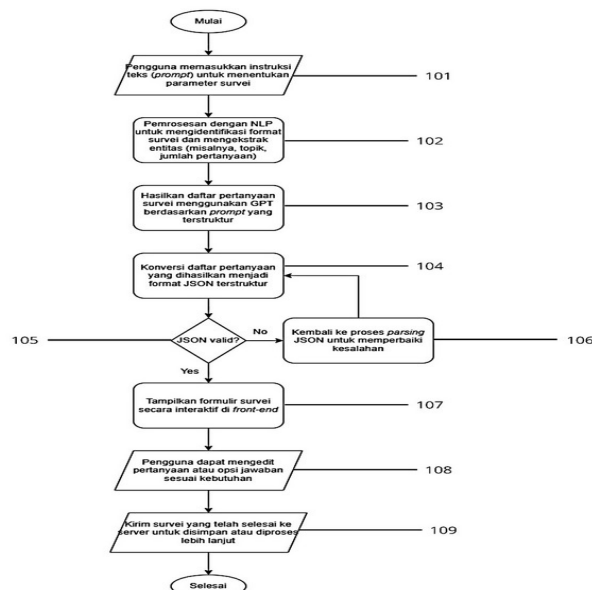 Mulai
Pengguna memasukkan instruksi
teks (prompt) untuk menentukan
parameter survei
101
Pemrosesan dengan NLP
untuk mengidentifikasi format
survei dan mengekstrak
entitas (misalnya, topik,
jumlah pertanyaan)
102
Hasilkan daftar pertanyaan
survei menggunakan GPT
berdasarkan prompt yang
terstruktur
103
Konversi daftar pertanyaan
yang dihasilkan menjadi
format JSON terstruktur
104
105
JSON valid?
No
Kembali ke proses parsing
JSON untuk memperbaiki
kesalahan
106
Yes
Tampilkan formulir survei
secara interaktif di front-end
107
Pengguna dapat mengedit
pertanyaan atau opsi jawaban
sesuai kebutuhan
108
Kirim survei yang telah selesai ke
server untuk disimpan atau diproses
lebih lanjut
109
Selesai